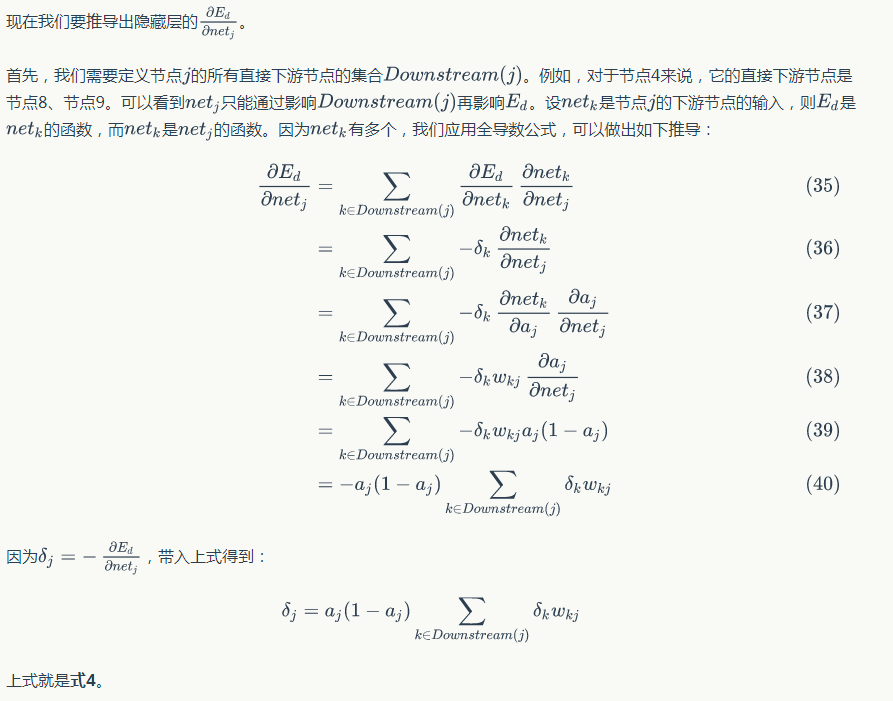 现在我们要推导出隐藏层的$\frac{\partial E_d}{\partial net_j}$。
首先，我们需要定义节点$j$的所有直接下游节点的集合$Downstream(j)$。例如，对于节点4来说，它的直接下游节点是
节点8、节点9。可以看到$net_j$只能通过影响$Downstream(j)$再影响$E_d$。设$net_k$是节点$j$的下游节点的输入，则$E_d$是
$net_k$的函数，而$net_k$是$net_j$的函数。因为$net_k$有多个，我们应用全导数公式，可以做出如下推导：
$\frac{\partial E_d}{\partial net_j} = \sum_{k \in Downstream(j)} \frac{\partial E_d}{\partial net_k} \frac{\partial net_k}{\partial net_j}$ (35)
$= \sum_{k \in Downstream(j)} -\delta_k \frac{\partial net_k}{\partial net_j}$ (36)
$= \sum_{k \in Downstream(j)} -\delta_k \frac{\partial net_k}{\partial a_j} \frac{\partial a_j}{\partial net_j}$ (37)
$= \sum_{k \in Downstream(j)} -\delta_k w_{kj} \frac{\partial a_j}{\partial net_j}$ (38)
$= \sum_{k \in Downstream(j)} -\delta_k w_{kj} a_j (1 - a_j)$ (39)
$= -a_j (1 - a_j) \sum_{k \in Downstream(j)} \delta_k w_{kj}$ (40)
因为$\delta_j = -\frac{\partial E_d}{\partial net_j}$，带入上式得到：
$\delta_j = a_j (1 - a_j) \sum_{k \in Downstream(j)} \delta_k w_{kj}$
上式就是式4。